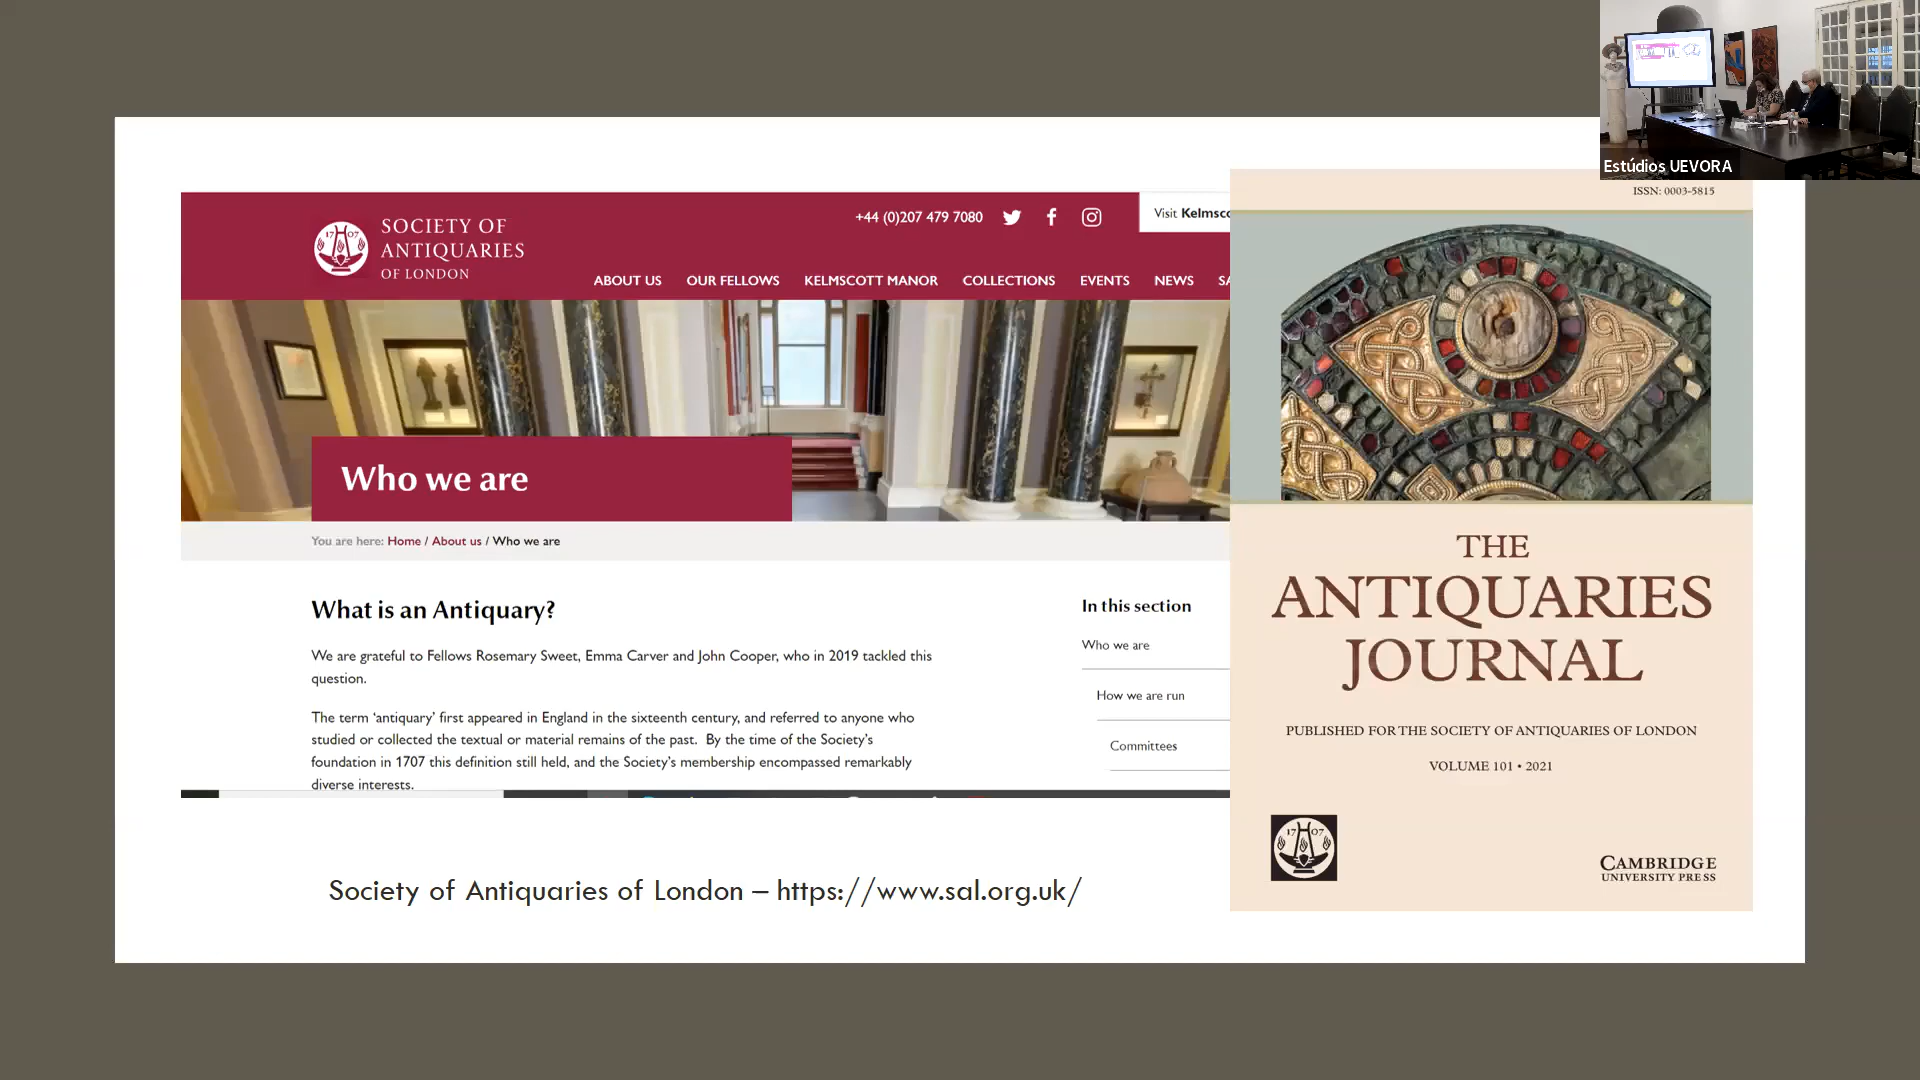 Estúdios UEVORA
SOCIETY OF
ANTIQUARIES
OF LONDON
+44 (0)207 479 7080
Visit
ABOUT US OUR FELLOWS KELMSCOTT MANOR COLLECTIONS EVENTS NEWS
Who we are
You are here: Home / About us / Who we are
What is an Antiquary?
We are grateful to Fellows Rosemary Sweet, Emma Carver and John Cooper, who in 2019 tackled this
question.
The term ‘antiquary’ first appeared in England in the sixteenth century, and referred to anyone who
studied or collected the textual or material remains of the past. By the time of the Society’s
foundation in 1707 this definition still held, and the Society’s membership encompassed remarkably
diverse interests.
In this section
Who we are
How we are run
Committees
ISSN: 0003-5815
THE
ANTIQUARIES
JOURNAL
PUBLISHED FOR THE SOCIETY OF ANTIQUARIES OF LONDON
VOLUME 101 • 2021
1707
CAMBRIDGE
UNIVERSITY PRESS
Society of Antiquaries of London – https://www.sal.org.uk/